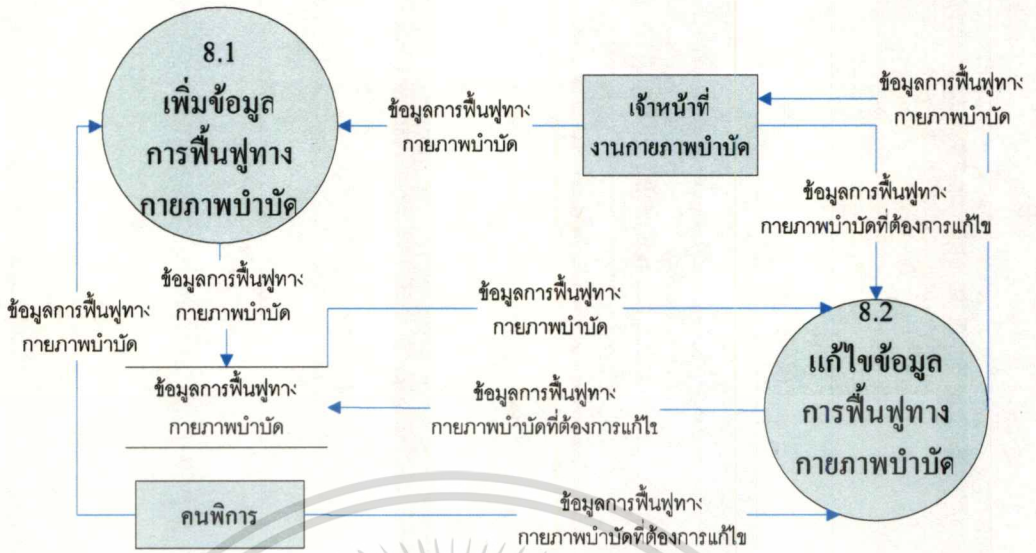 8.1
เพิ่มข้อมูล
การฟื้นฟูทาง
กายภาพบำบัด
ข้อมูลการฟื้นฟูทาง
กายภาพบำบัด
เจ้าหน้าที่
งานกายภาพบำบัด
ข้อมูลการฟื้นฟูทาง
กายภาพบำบัด
ข้อมูลการฟื้นฟูทาง
กายภาพบำบัดที่ต้องการแก้ไข
ข้อมูลการฟื้นฟูทาง
กายภาพบำบัด
ข้อมูลการฟื้นฟูทาง
กายภาพบำบัด
ข้อมูลการฟื้นฟูทาง
กายภาพบำบัด
8.2
แก้ไขข้อมูล
การฟื้นฟูทาง
กายภาพบำบัด
ข้อมูลการฟื้นฟูทาง
กายภาพบำบัด
ข้อมูลการฟื้นฟูทาง
กายภาพบำบัดที่ต้องการแก้ไข
คนพิการ
ข้อมูลการฟื้นฟูทาง
กายภาพบำบัดที่ต้องการแก้ไข